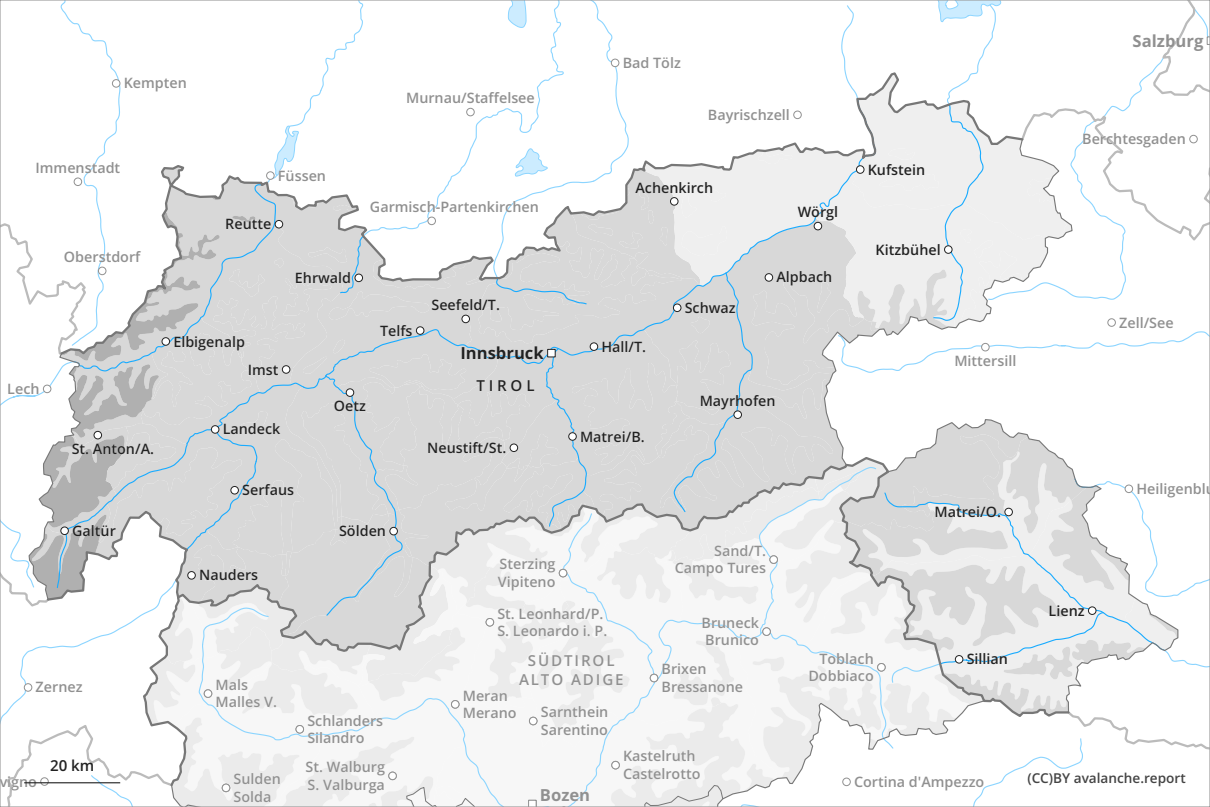 Salzburg
Kempten
Bad Tölz
Murnau/Staffelsee
Bayrischzell
Berchtesgaden
Immenstadt
Füssen
Kufstein
Achenkirch
Garmisch-Partenkirchen
Wörgl
Reutte
Kitzbühel
Oberstdorf
Ehrwald
Alpbach
Seefeld/T.
Schwaz
Telfs
Zell/See
Elbigenalp
Innsbruck
Hall/T.
Mittersill
Imst
TIROL
Lech
Oetz
Mayrhofen
Landeck
Matrei/B.
St. Anton/A.
Neustift/St.
Serfaus
Heiligenblu
Matrei/O.
Galtür
Sölden
Sand/T.
Campo Tures
Sterzing
Vipiteno
Nauders
Lienz
St. Leonhard/P.
S. Leonardo i. P.
Bruneck
Brunico
SÜDTIROL
ALTO ADIGE
Toblach
Dobbiaco
Sillian
Brixen
Bressanone
Zernez
Mals
Malles V.
Meran
Merano
Sarnthein
Sarentino
Schlanders
Silandro
Kastelruth
Castelrotto
20 km
St. Walburg
S. Valburga
vigno
Sulden
Solda
Cortina d'Ampezzo
(CC)BY avalanche.report
Bozen